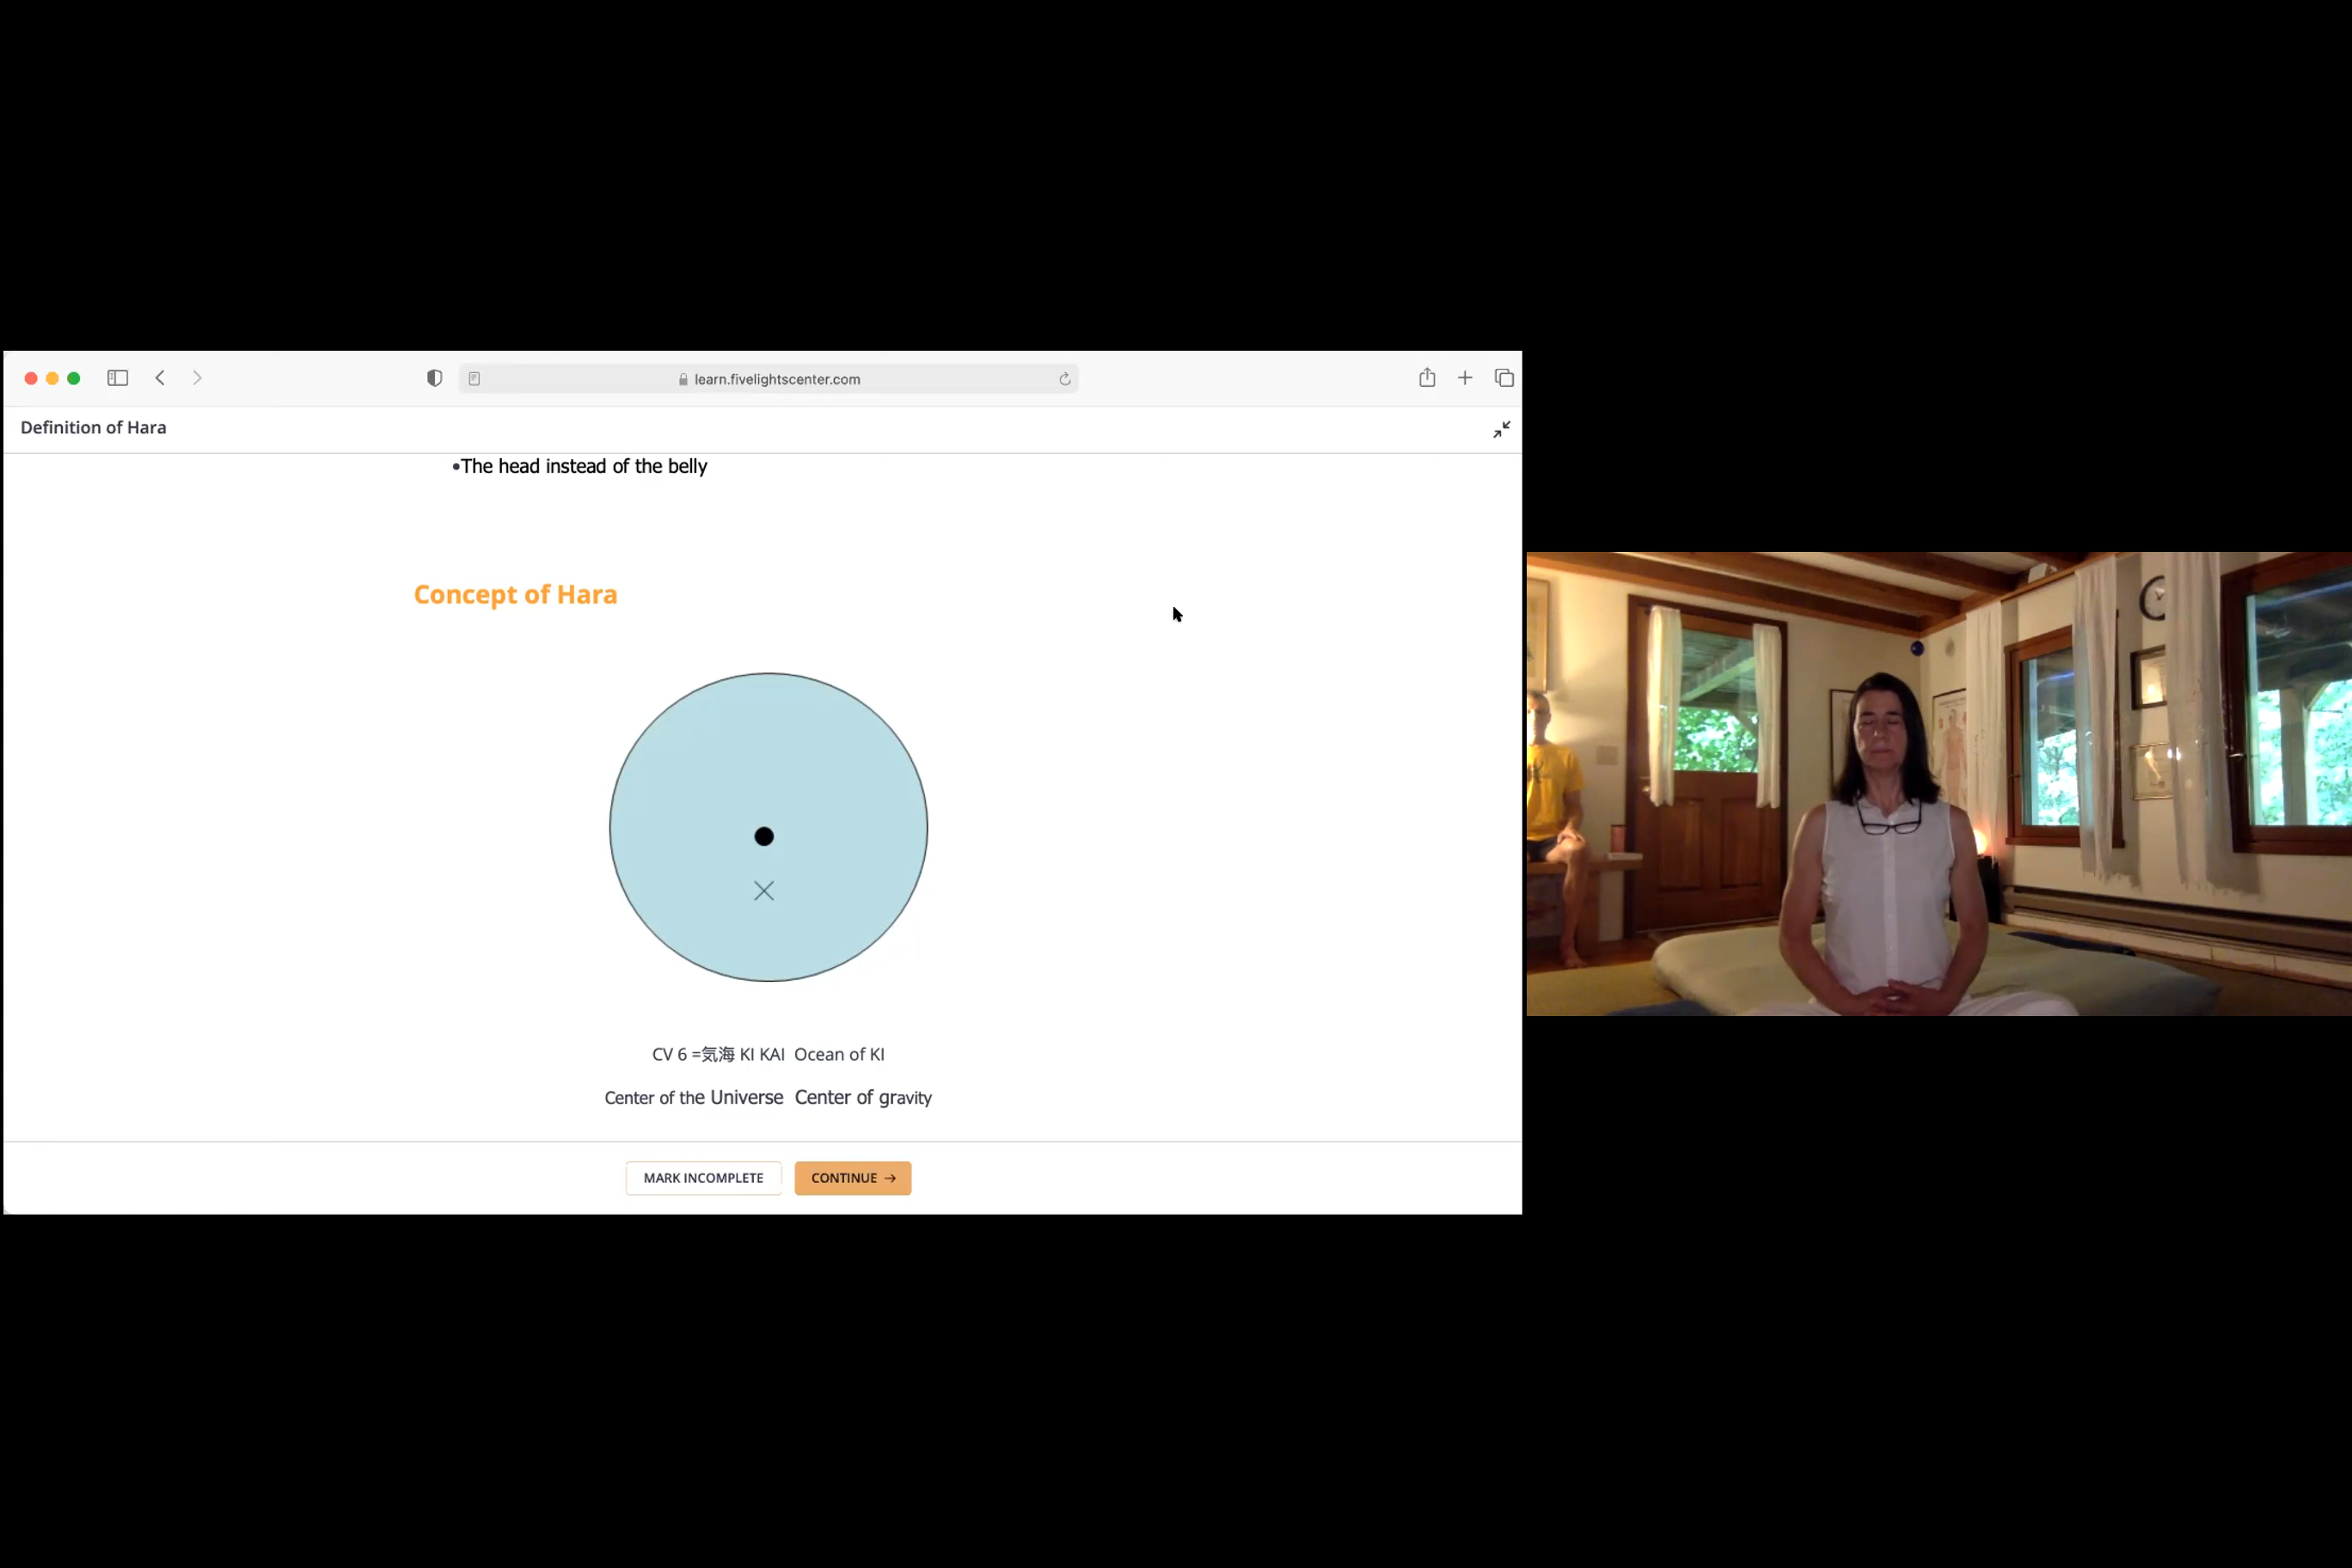 learn.fivelightscenter.com
Definition of Hara
•The head instead of the belly
Concept of Hara
CV 6 =気海 KI KAI  Ocean of KI
Center of the Universe  Center of gravity
MARK INCOMPLETE
CONTINUE →